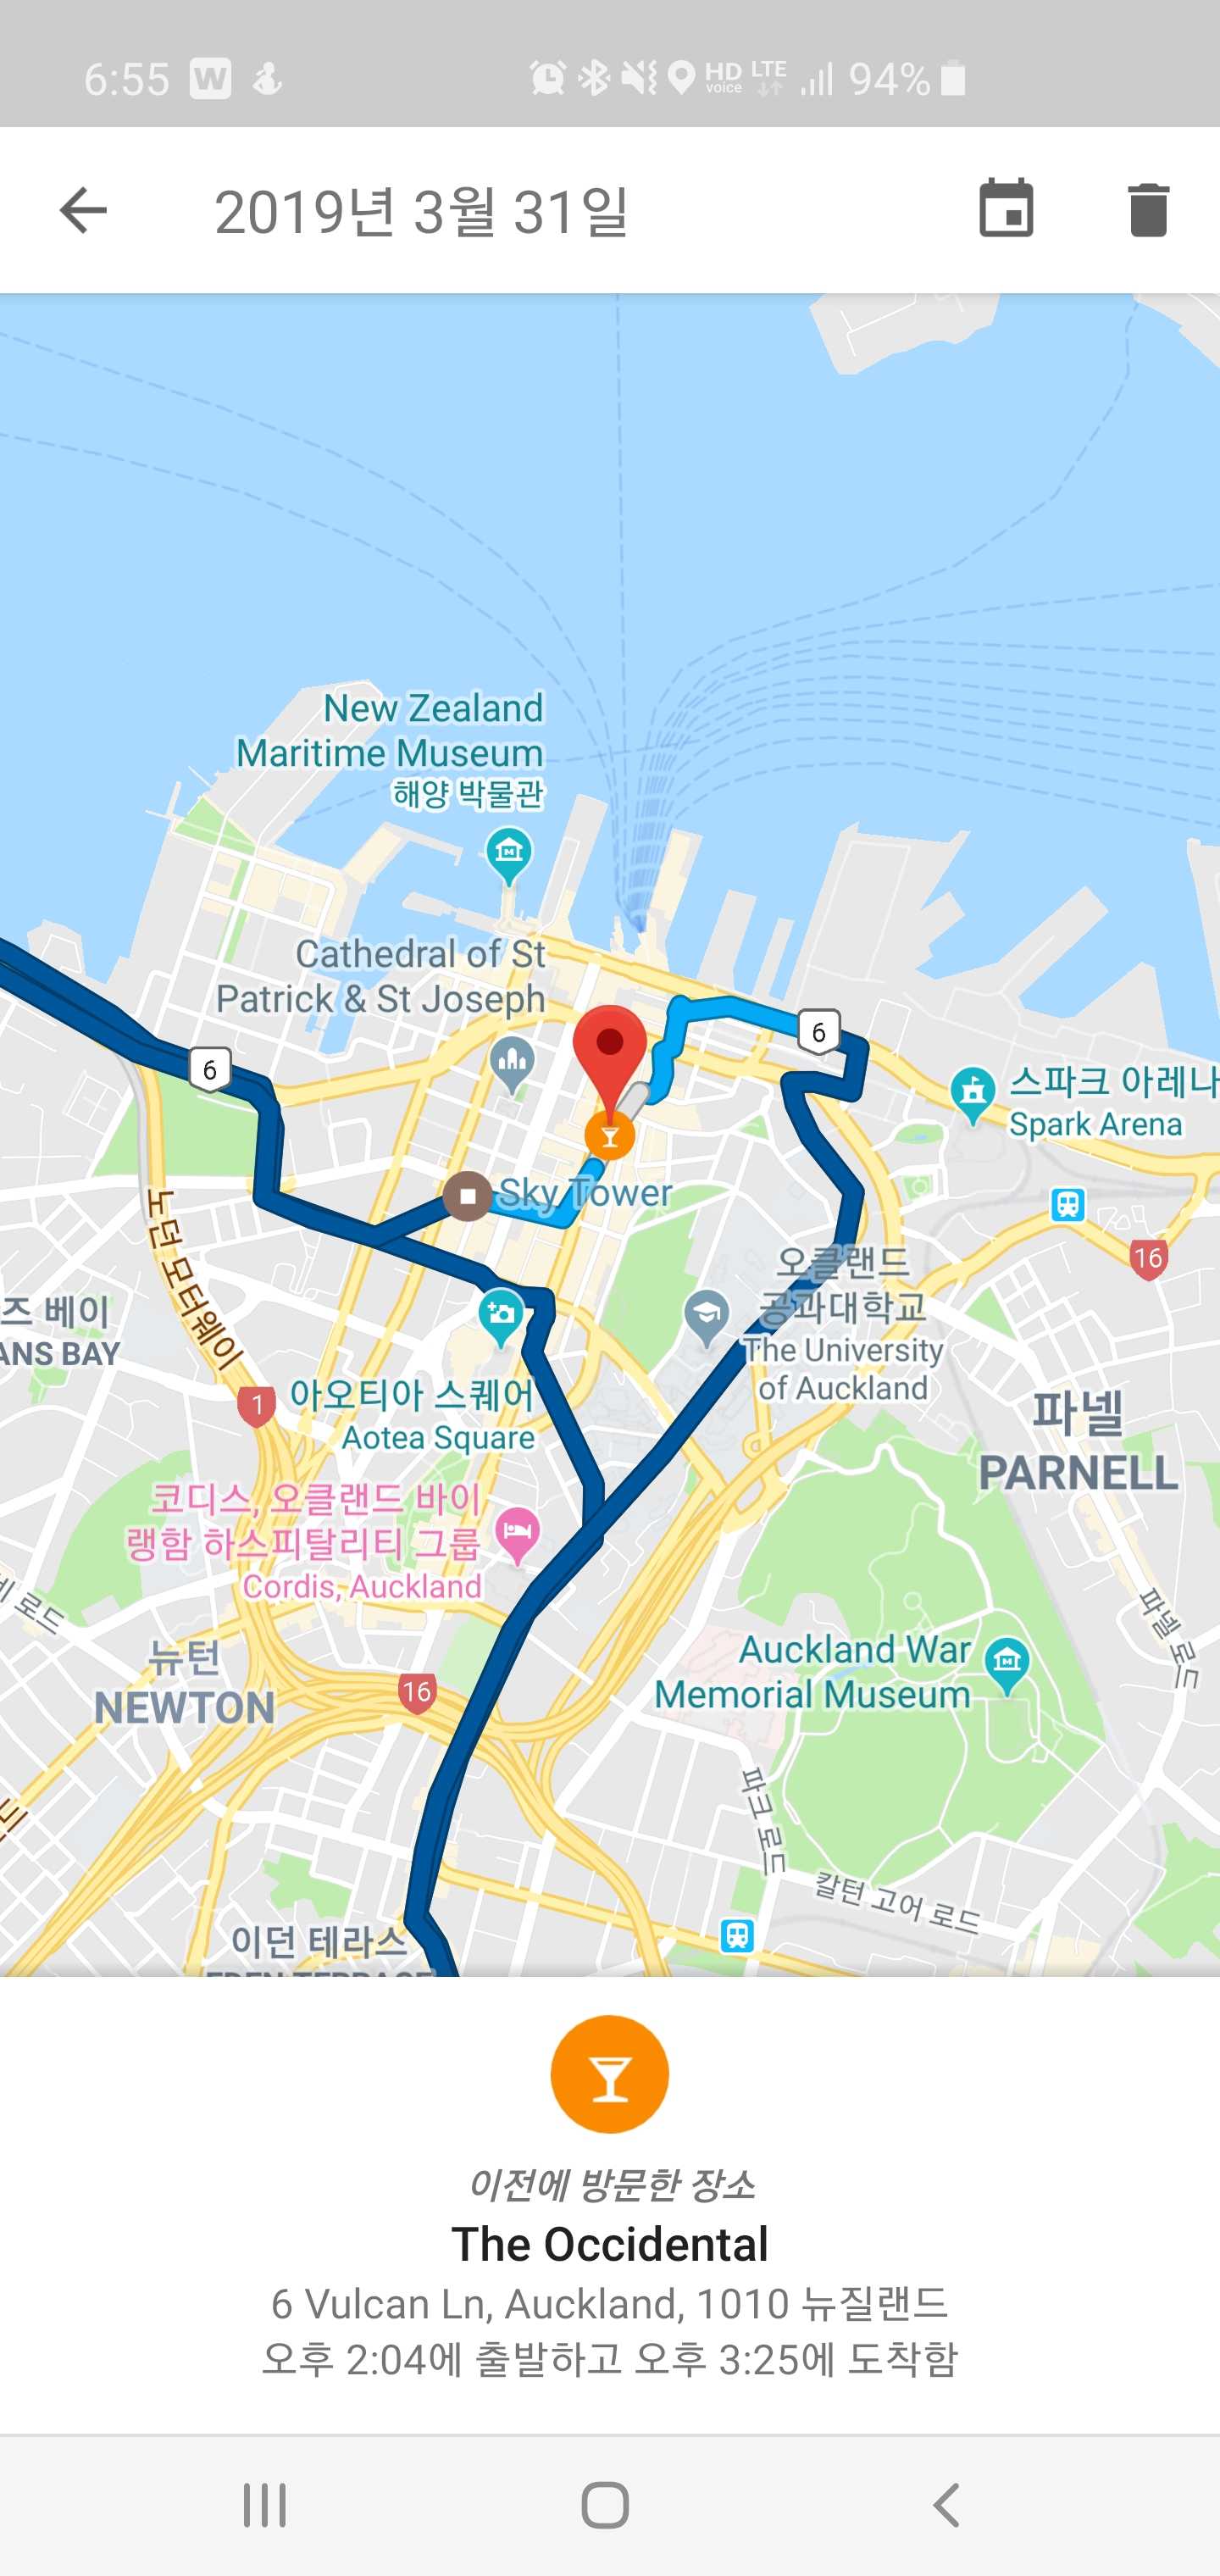 6:55 W HD voice LTE 94%
2019년 3월 31일
New Zealand
Maritime Museum
해양 박물관
Cathedral of St
Patrick & St Joseph
6
6
스파크 아레나
Spark Arena
Sky Tower
노던 모터웨이
16
오클랜드
공과대학교
The University
of Auckland
즈 베이
ANS BAY
1
아오티아 스퀘어
Aotea Square
파넬
PARNELL
코디스, 오클랜드 바이
랭함 하스피탈리티 그룹
Cordis, Auckland
로드
파넬 로드
뉴턴
NEWTON
16
Auckland War
Memorial Museum
파크 로드
칼턴 고어 로드
이던 테라스
EDEN TERRACE
이전에 방문한 장소
The Occidental
6 Vulcan Ln, Auckland, 1010 뉴질랜드
오후 2:04에 출발하고 오후 3:25에 도착함